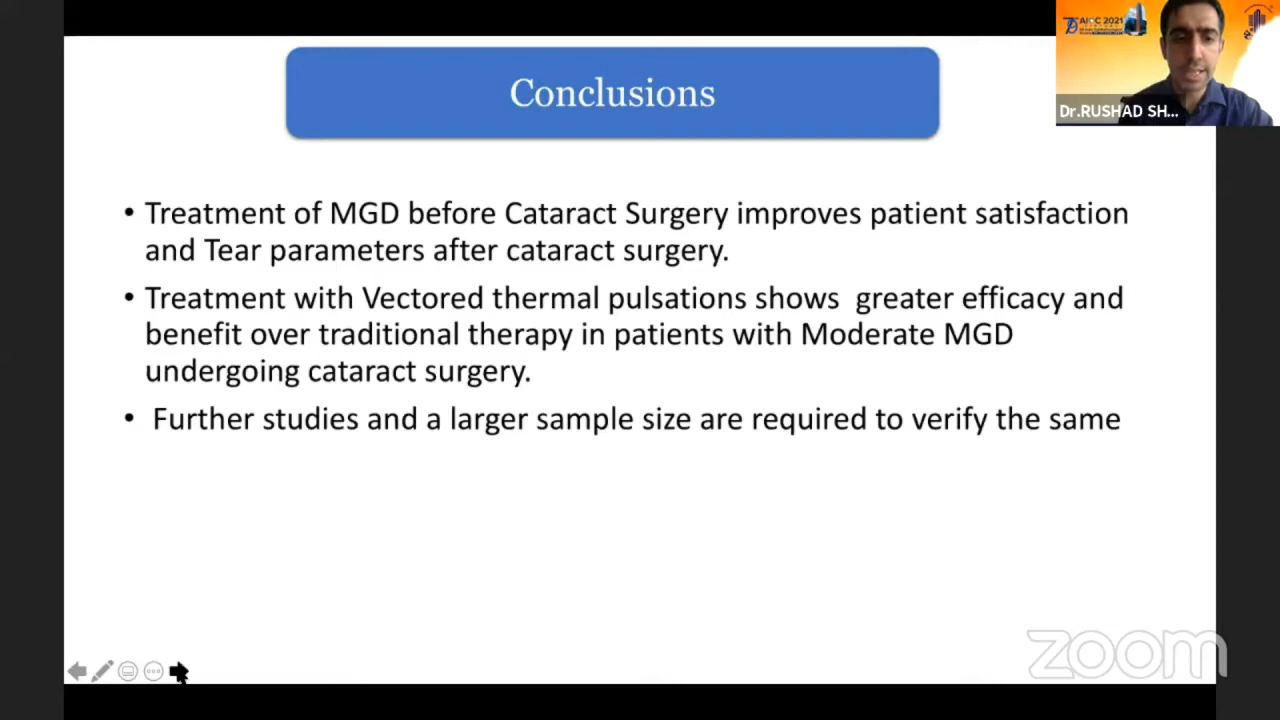 Conclusions
AIOC 2021
Dr.RUSHAD SH...
• Treatment of MGD before Cataract Surgery improves patient satisfaction
and Tear parameters after cataract surgery.
• Treatment with Vectored thermal pulsations shows greater efficacy and
benefit over traditional therapy in patients with Moderate MGD
undergoing cataract surgery.
• Further studies and a larger sample size are required to verify the same
zoom